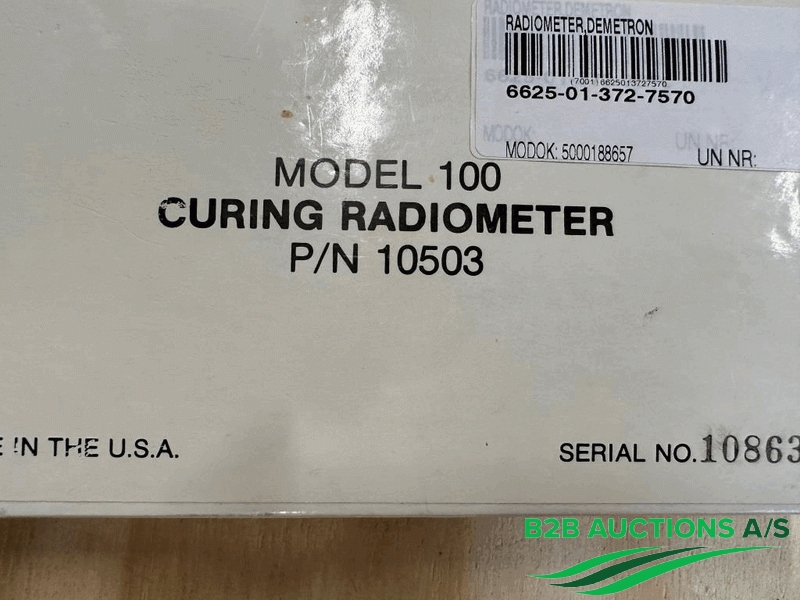 RADIOMETER,DEMETRON
(7001)6625013727570
6625-01-372-7570
MODOK: 5000188657 UN NR:
MODEL 100
CURING RADIOMETER
P/N 10503
E IN THE U.S.A.
SERIAL NO. 10863
B2B AUCTIONS A/S